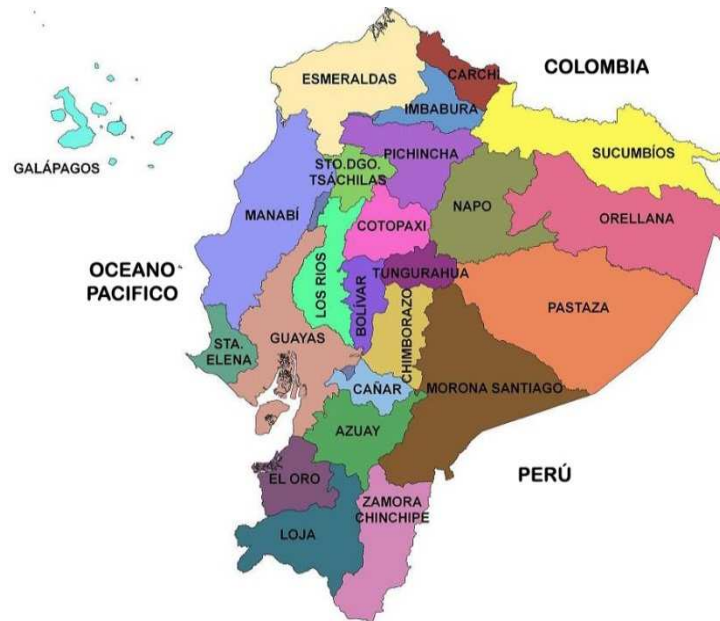 ESMERALDAS
CARCHI
COLOMBIA
IMBABURA
PICHINCHA
SUCUMBÍOS
STO.DGO.
TSÁCHILAS
GALÁPAGOS
MANABÍ
NAPO
ORELLANA
COTOPAXI
OCEANO
PACIFICO
LOS RIOS
BOLÍVAR
TUNGURAHUA
CHIMBORAZO
PASTAZA
STA.
ELENA
GUAYAS
CAÑAR
MORONA SANTIAGO
AZUAY
PERÚ
EL ORO
ZAMORA
CHINCHIPE
LOJA